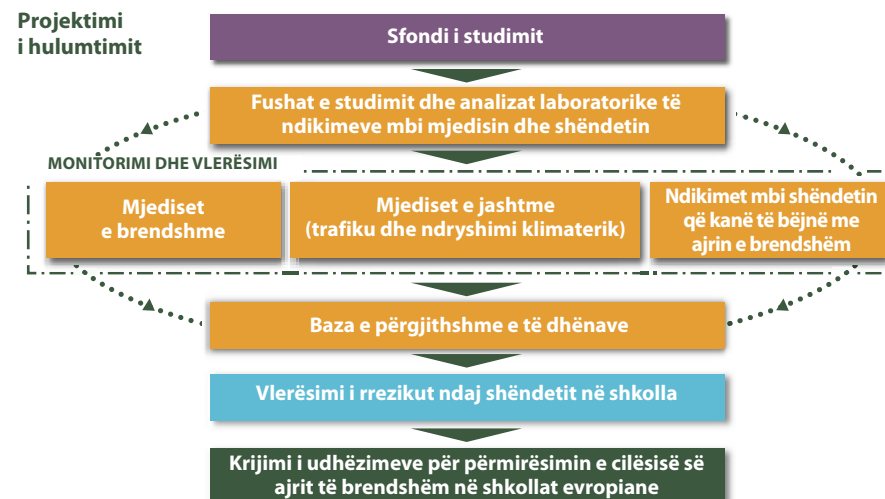 Projektimi
i hulumtimit
Sfondi i studimit
Fushat e studimit dhe analizat laboratorike të
ndikimeve mbi mjedisin dhe shëndetin
MONITORIMI DHE VLERËSIMI
Mjediset
e brendshme
Mjediset e jashtme
(trafiku dhe ndryshimi klimaterik)
Ndikimet mbi shëndetin
që kanë të bëjnë me
ajrin e brendshëm
Baza e përgjithshme e të dhënave
Vlerësimi i rrezikut ndaj shëndetit në shkolla
Krijimi i udhëzimeve për përmirësimin e cilësisë së
ajrit të brendshëm në shkollat evropiane